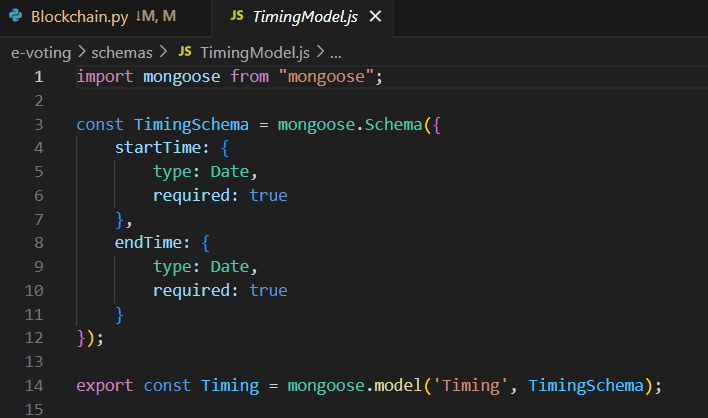 Blockchain.py ↓M, M JS TimingModel.js ×
e-voting > schemas > JS TimingModel.js > ...
1 import mongoose from "mongoose";
2
3 const TimingSchema = mongoose.Schema({
4     startTime: {
5         type: Date,
6         required: true
7     },
8     endTime: {
9         type: Date,
10         required: true
11     }
12 });
13
14 export const Timing = mongoose.model('Timing', TimingSchema);
15